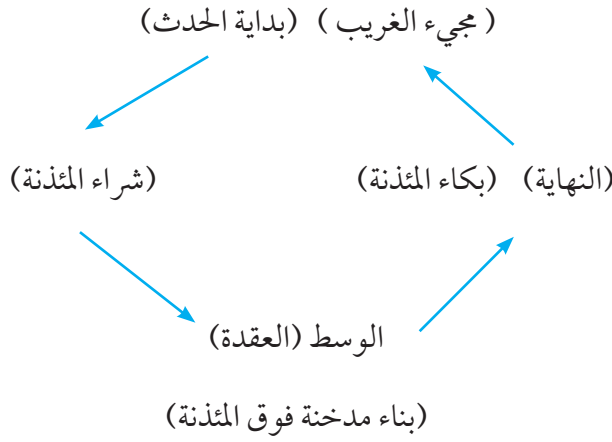 (مجيء الغريب ) (بداية الحدث)
(شراء المئذنة)
(النهاية) (بكاء المئذنة)
الوسط (العقدة)
(بناء مدخنة فوق المئذنة)